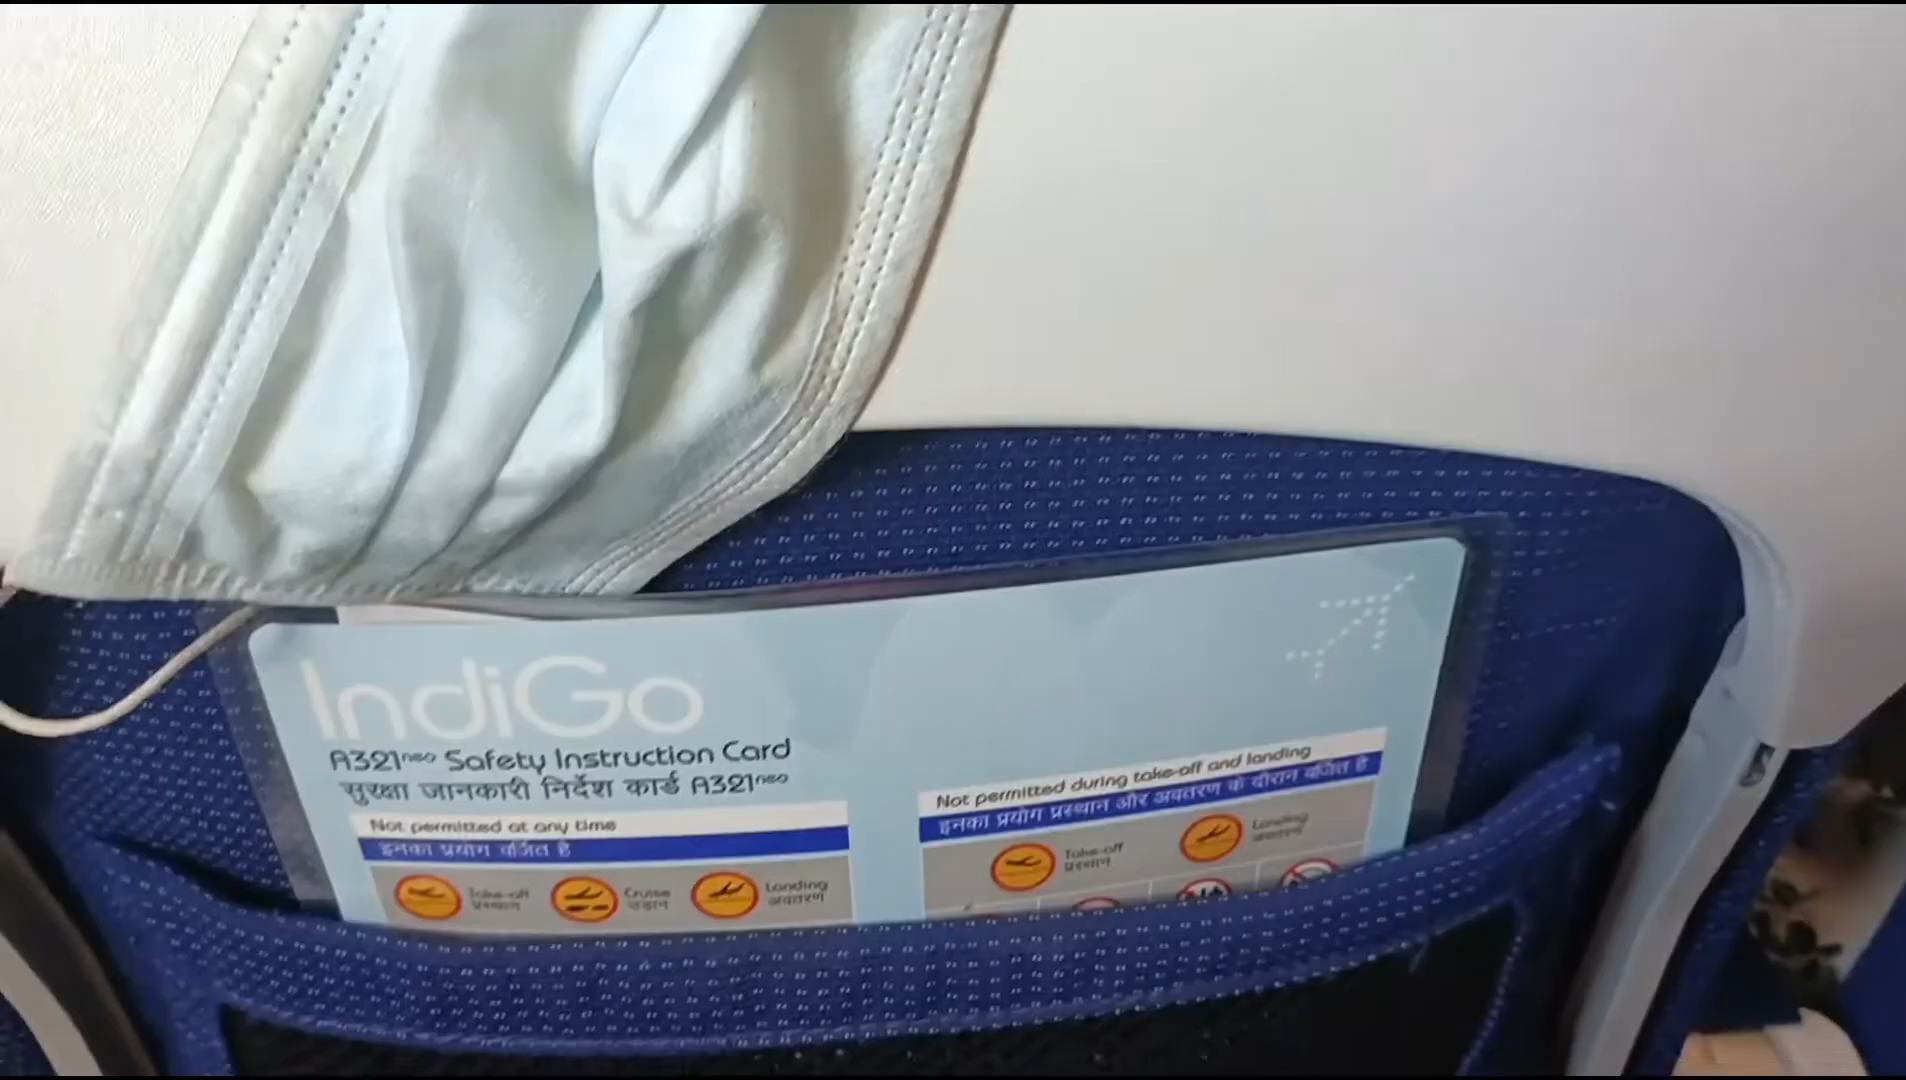 IndiGo
A321neo Safety Instruction Card
सुरक्षा जानकारी निर्देश कार्ड A321neo
Not permitted at any time
इनका प्रयोग वर्जित है
Take-off
प्रस्थान
Cruise
उड़ान
Landing
अवतरण
Not permitted during take-off and landing
इनका प्रयोग प्रस्थान और अवतरण के दौरान वर्जित है
Take-off
प्रस्थान
Landing
अवतरण